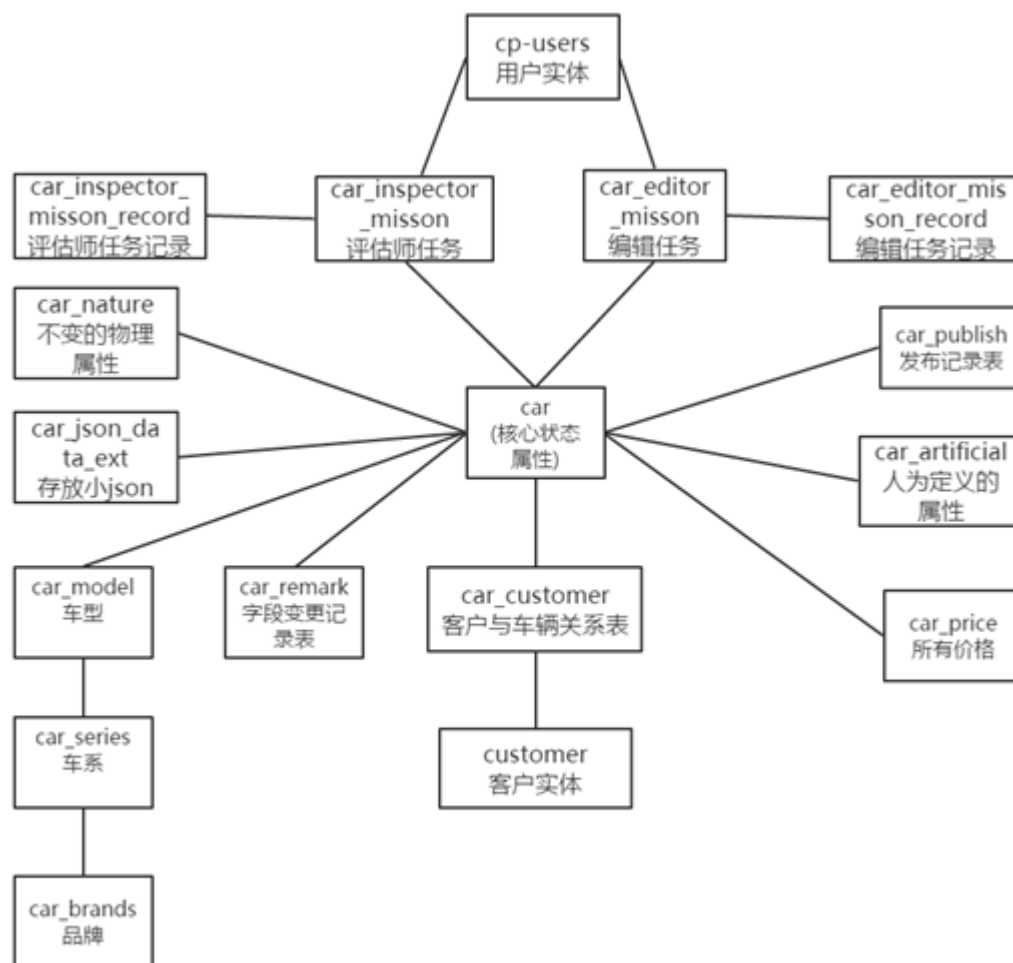 cp-users
用户实体
car_inspector_
misson_record
评估师任务记录
car_inspector
_misson
评估师任务
car_editor
_misson
编辑任务
car_editor_mis
son_record
编辑任务记录
car_nature
不变的物理
属性
car_publish
发布记录表
car
(核心状态
属性)
car_json_da
ta_ext
存放小json
car_artificial
人为定义的
属性
car_model
车型
car_remark
字段变更记
录表
car_customer
客户与车辆关系表
car_price
所有价格
car_series
车系
customer
客户实体
car_brands
品牌